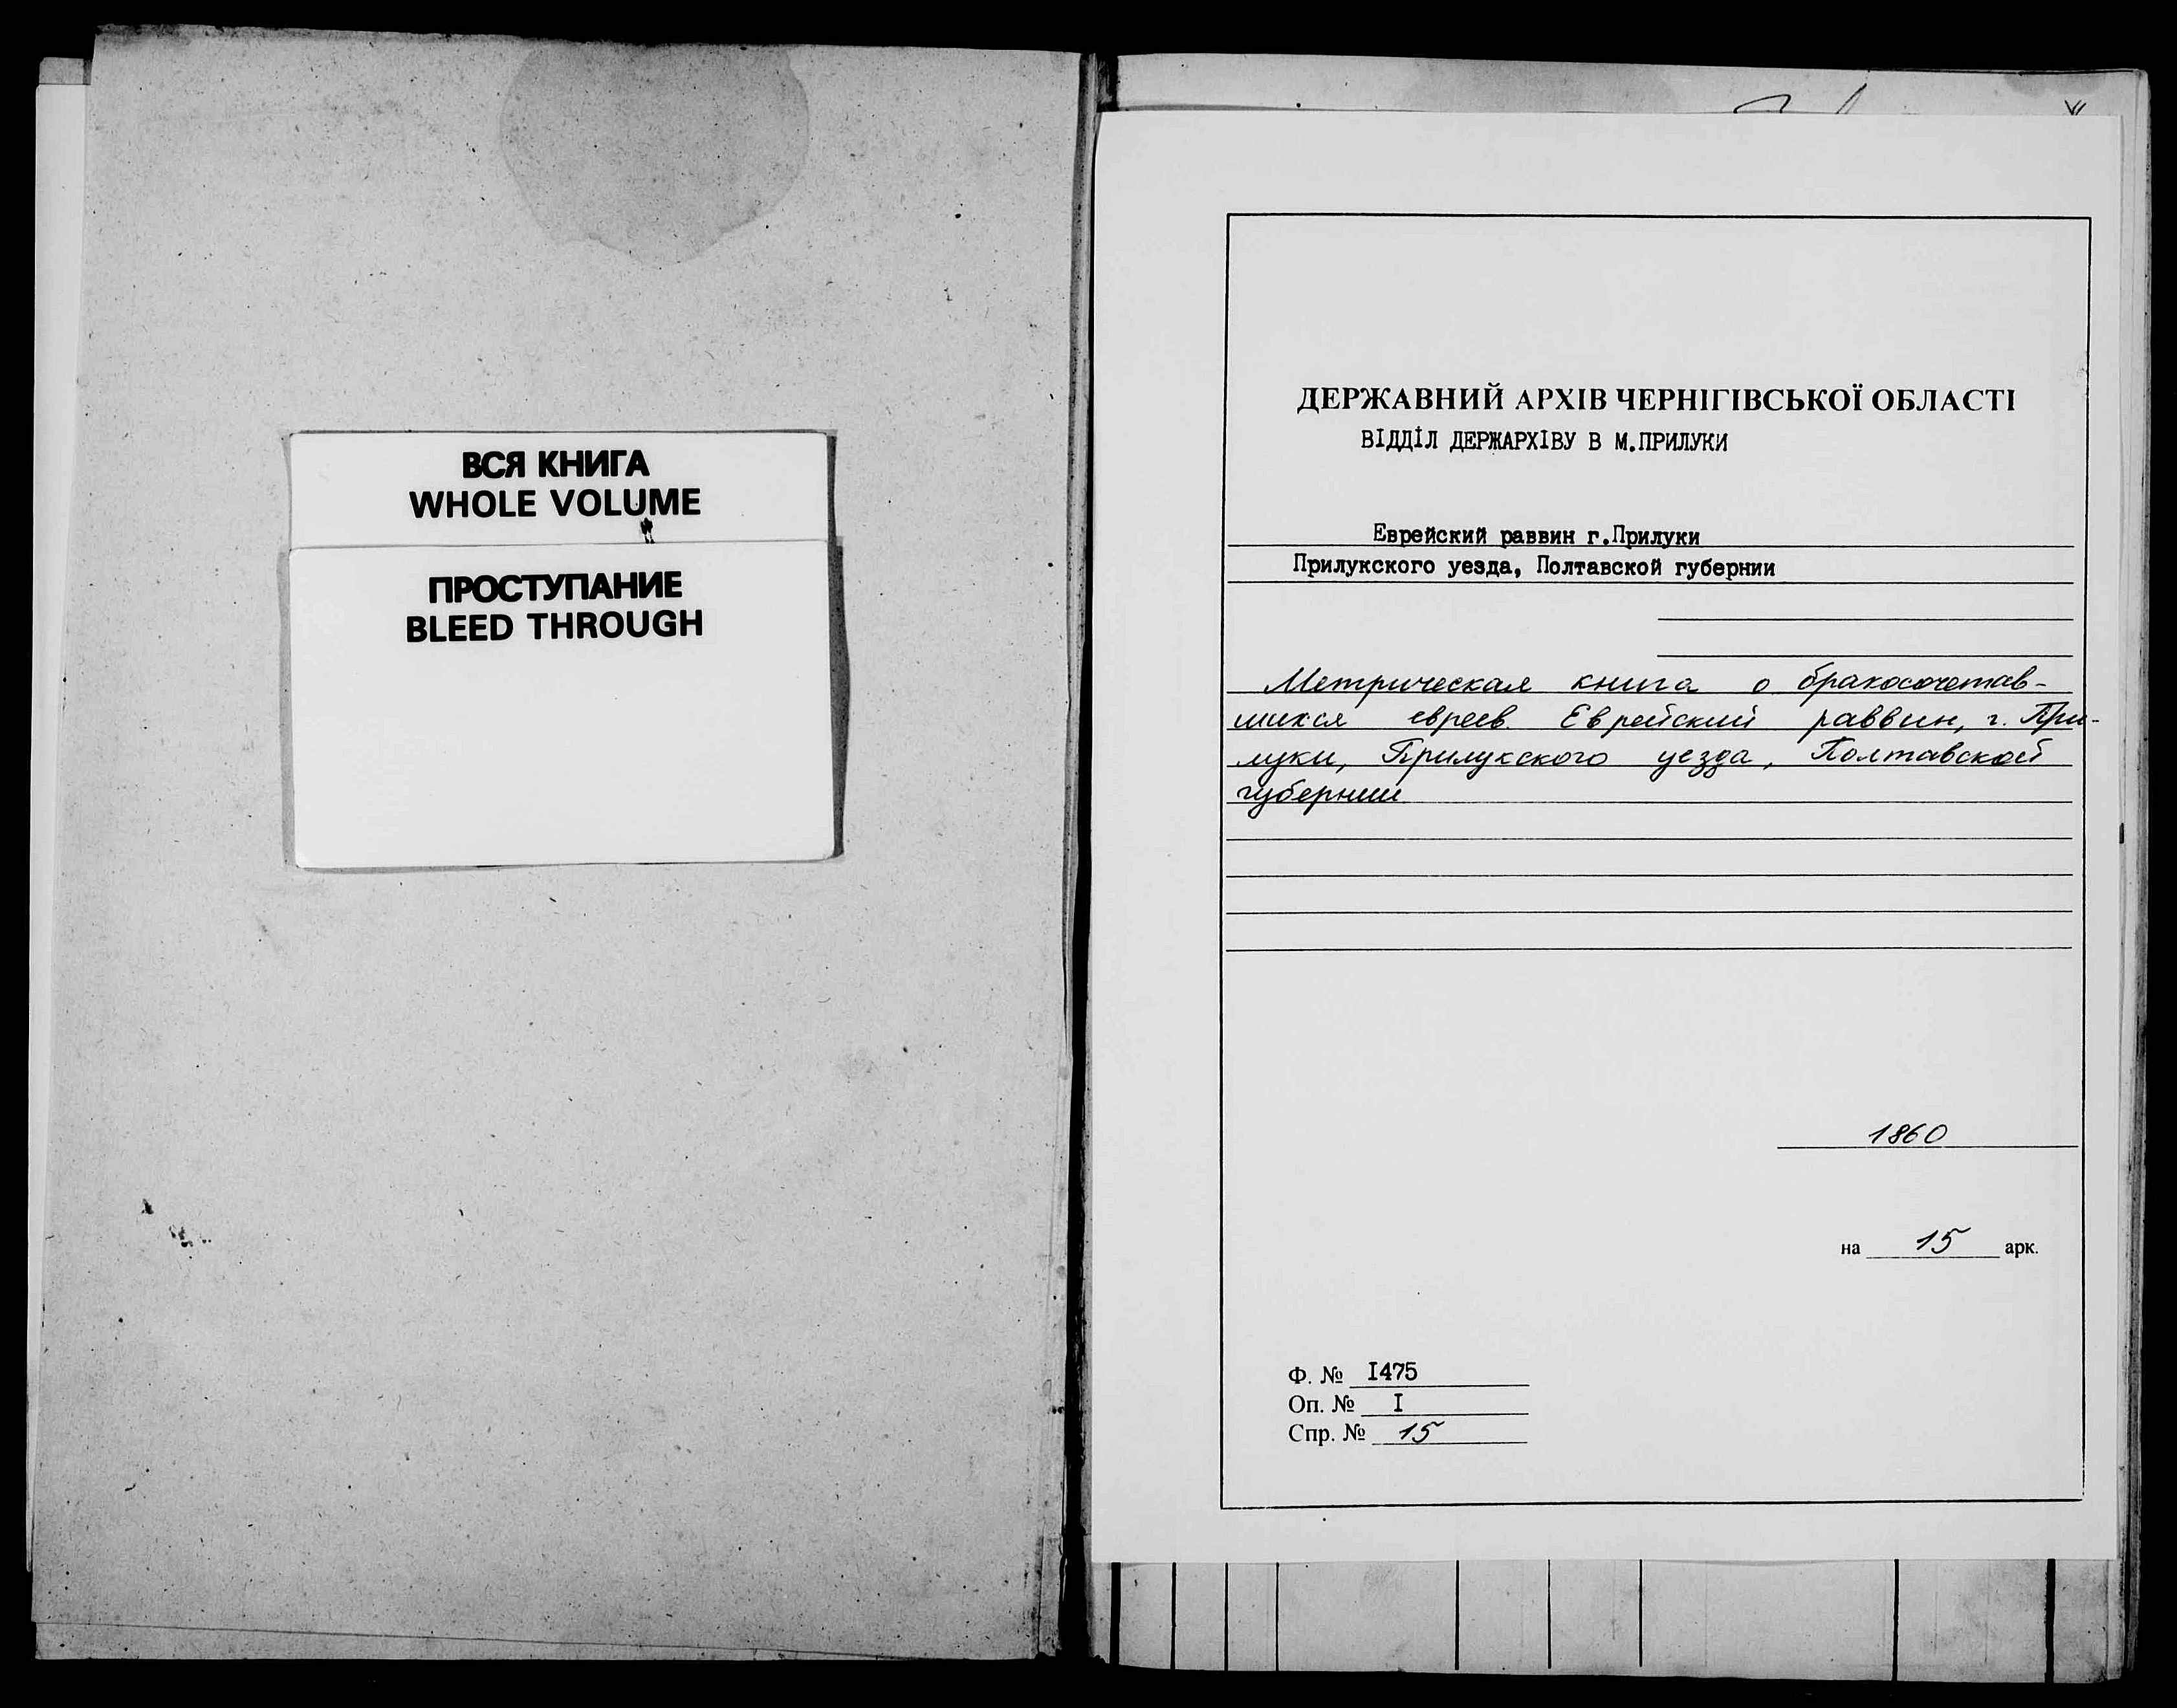 ВСЯ КНИГА
WHOLE VOLUME
ПРОСТУПАНИЕ
BLEED THROUGH
ДЕРЖАВНИЙ АРХІВ ЧЕРНІГІВСЬКОЇ ОБЛАСТІ
ВІДДІЛ ДЕРЖАРХІВУ В М.ПРИЛУКИ
Еврейский раввин г.Прилуки
Прилукского уезда, Полтавской губернии
Метрическая книга о бракосочетав-
шихся евреев. Еврейский раввин, г. При-
луки, Прилукского уезда, Полтавской
губернии
1860
на 15 арк.
Ф. № I475
Оп. № I
Спр. № 15